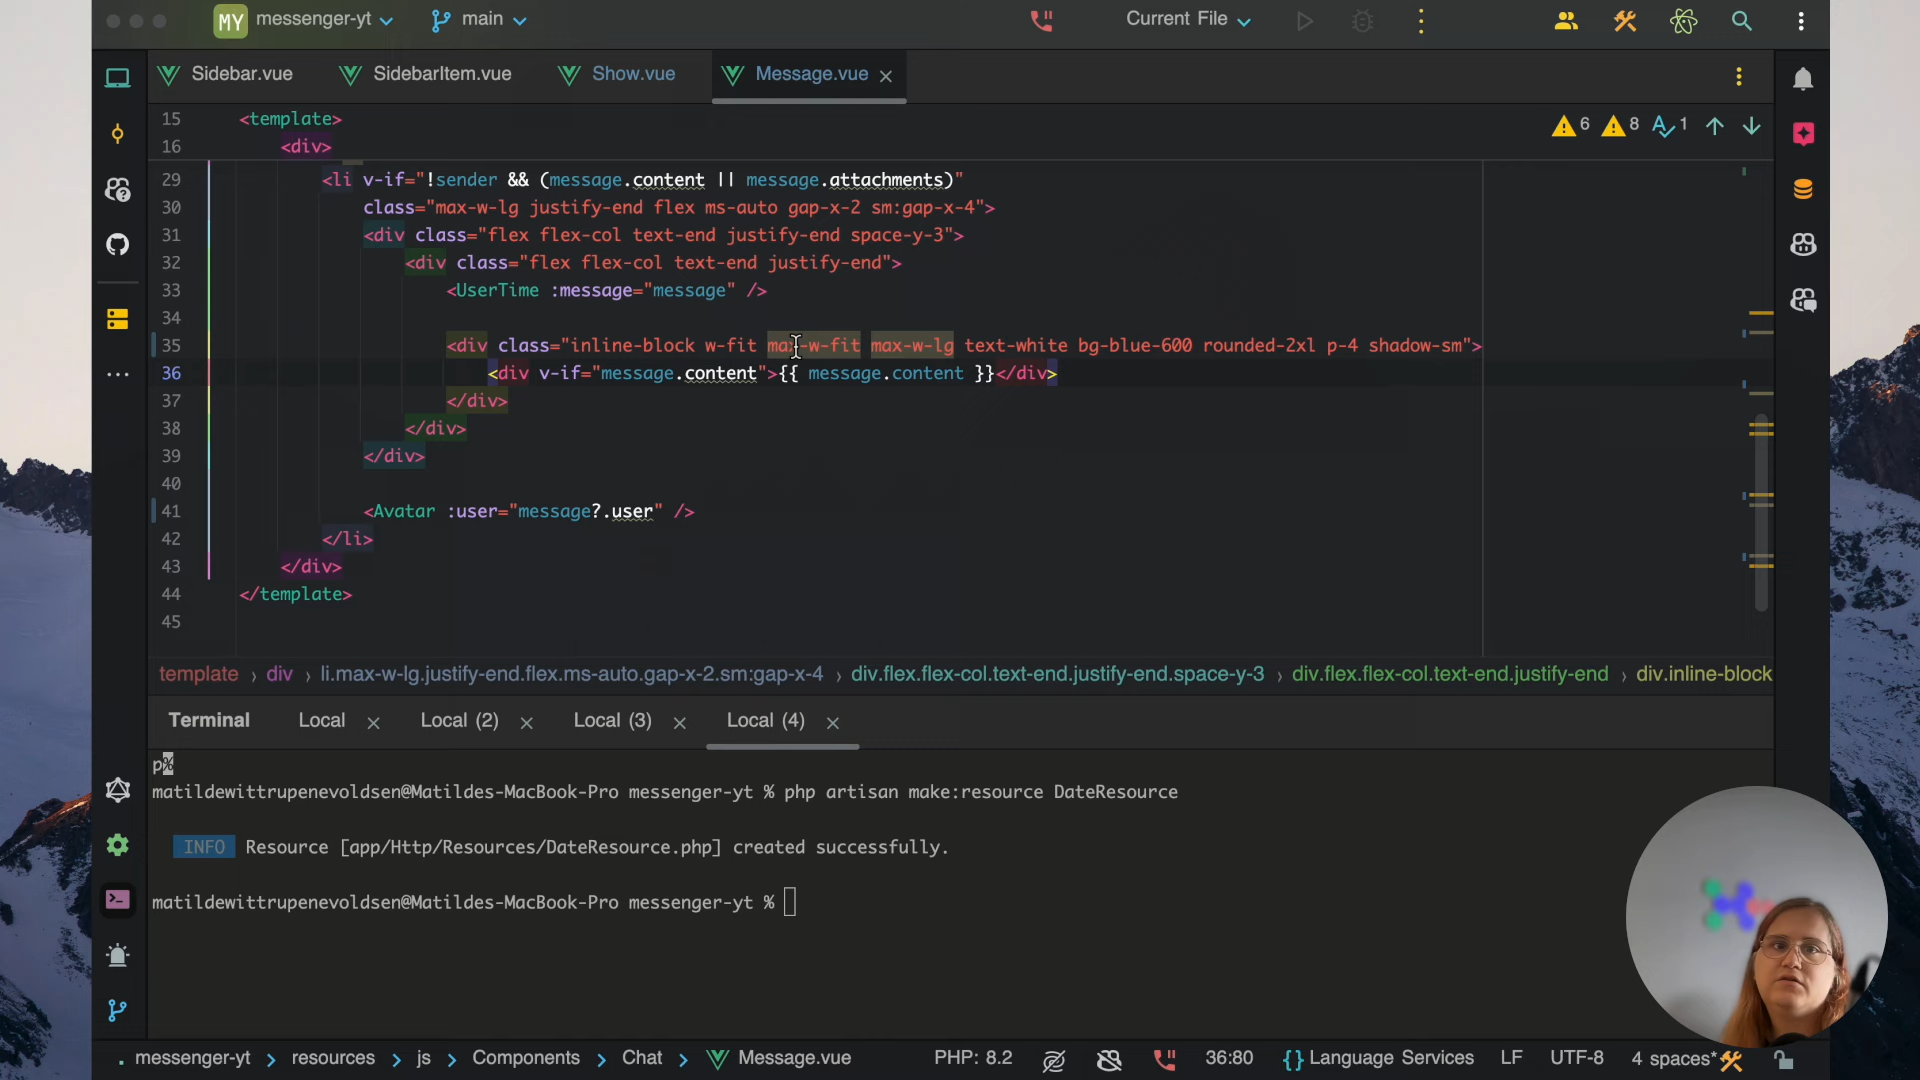 MY messenger-yt main Current File
Sidebar.vue SidebarItem.vue Show.vue Message.vue
15 <template>
16 <div>
6 8 1
29 <li v-if="!sender && (message.content || message.attachments)"
30 class="max-w-lg justify-end flex ms-auto gap-x-2 sm:gap-x-4">
31 <div class="flex flex-col text-end justify-end space-y-3">
32 <div class="flex flex-col text-end justify-end">
33 <UserTime :message="message" />
34
35 <div class="inline-block w-fit max-w-fit max-w-lg text-white bg-blue-600 rounded-2xl p-4 shadow-sm">
36 <div v-if="message.content">{{ message.content }}</div>
37 </div>
38 </div>
39 </div>
40
41 <Avatar :user="message?.user" />
42 </li>
43 </div>
44 </template>
45
template › div › li.max-w-lg.justify-end.flex.ms-auto.gap-x-2.sm:gap-x-4 › div.flex.flex-col.text-end.justify-end.space-y-3 › div.flex.flex-col.text-end.justify-end › div.inline-block
Terminal Local Local (2) Local (3) Local (4)
p%
matildewittrupenevoldsen@Matildes-MacBook-Pro messenger-yt % php artisan make:resource DateResource
INFO Resource [app/Http/Resources/DateResource.php] created successfully.
matildewittrupenevoldsen@Matildes-MacBook-Pro messenger-yt %
messenger-yt › resources › js › Components › Chat › Message.vue PHP: 8.2 36:80 {} Language Services LF UTF-8 4 spaces*